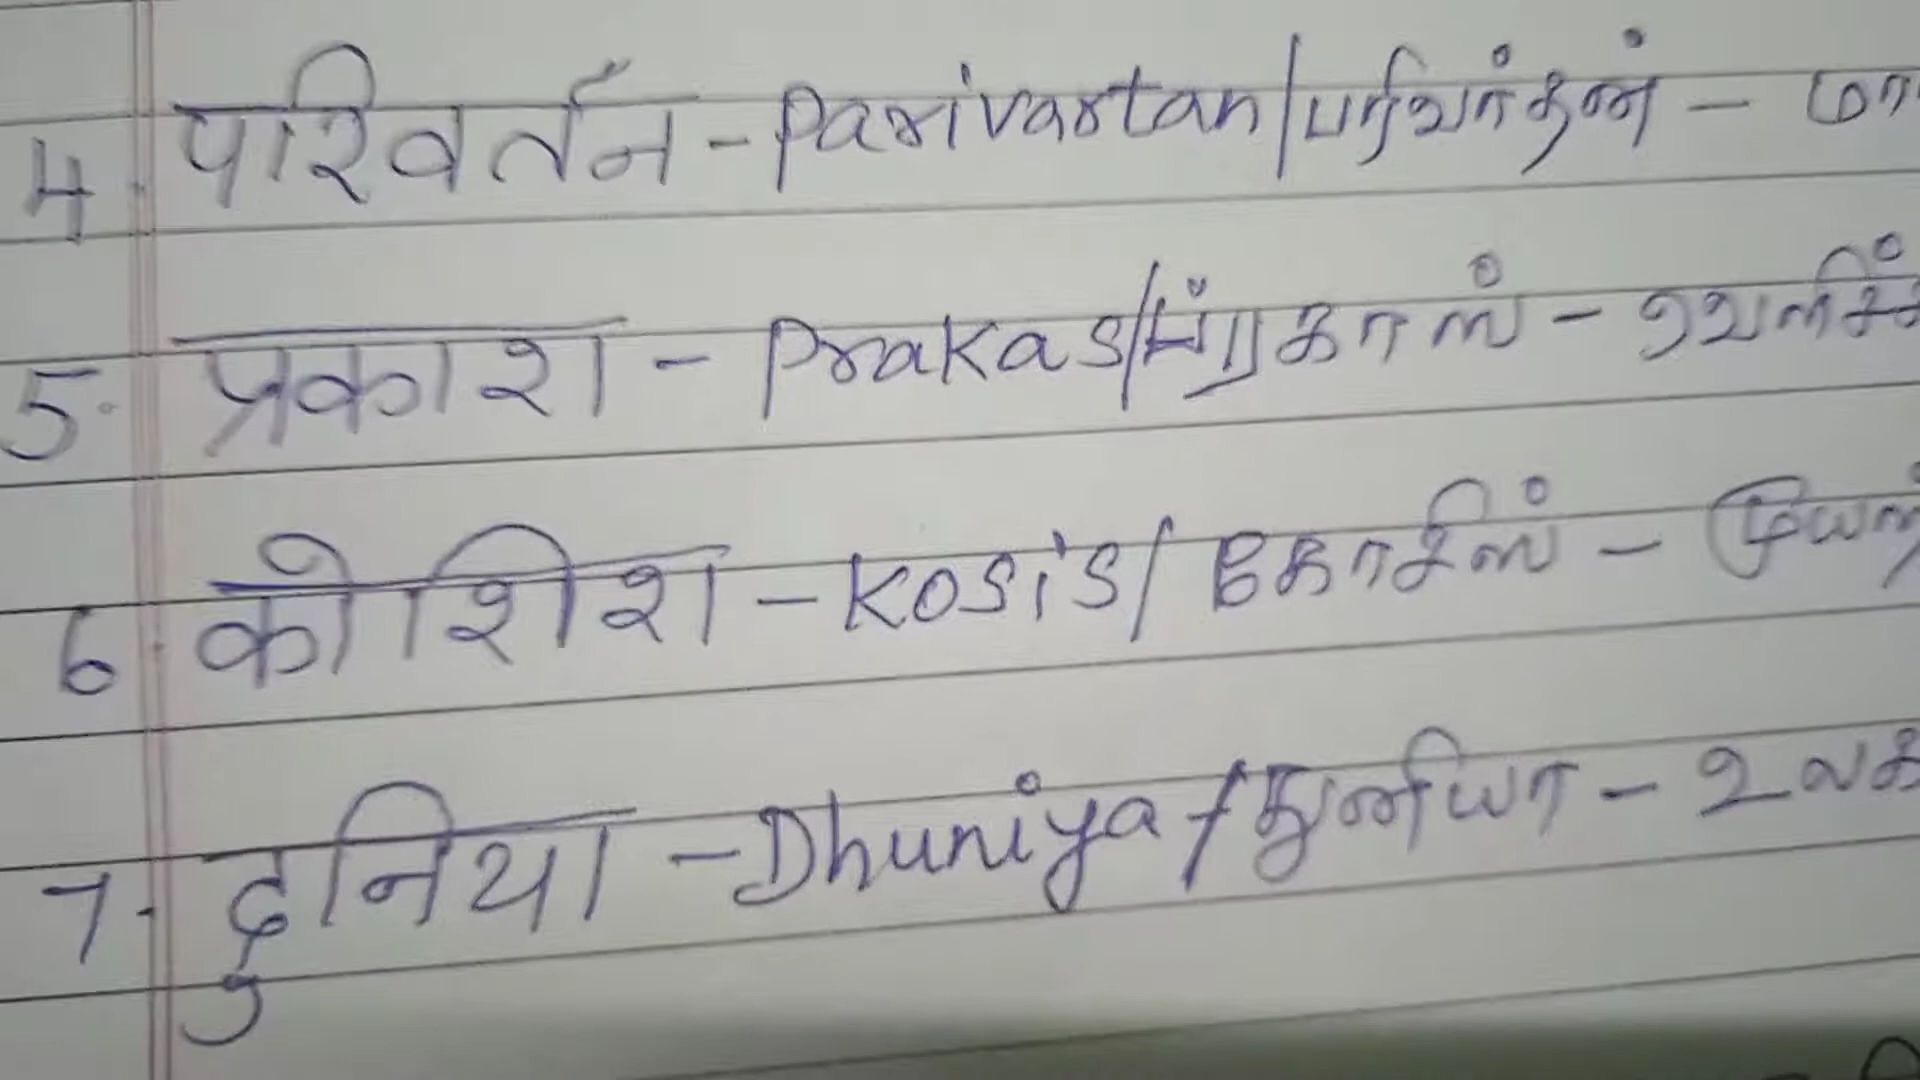 4. परिवर्तन - Parivartan/பரிவர்தன் -
5. प्रकाश - Prakas/ப்ரகாஸ் -
6. कोशिश - Kosis/கோசிஸ் -
7. दुनिया - Dhuniya/துனியா -